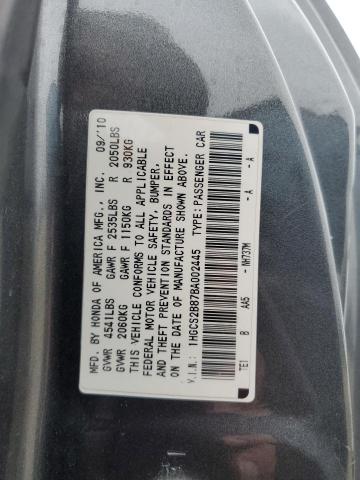 MFD. BY HONDA OF AMERICA MFG., INC. 09/'10
GVWR 4541LBS GAWR F 2535LBS R 2050LBS
GVWR 2060KG GAWR F 1150KG R 930KG
THIS VEHICLE CONFORMS TO ALL APPLICABLE
FEDERAL MOTOR VEHICLE SAFETY, BUMPER,
AND THEFT PREVENTION STANDARDS IN EFFECT
ON THE DATE OF MANUFACTURE SHOWN ABOVE.
V.I.N.: 1HGCS2B87BA002445 TYPE:PASSENGER CAR
TE1 B AA5 - NH737M - A - A